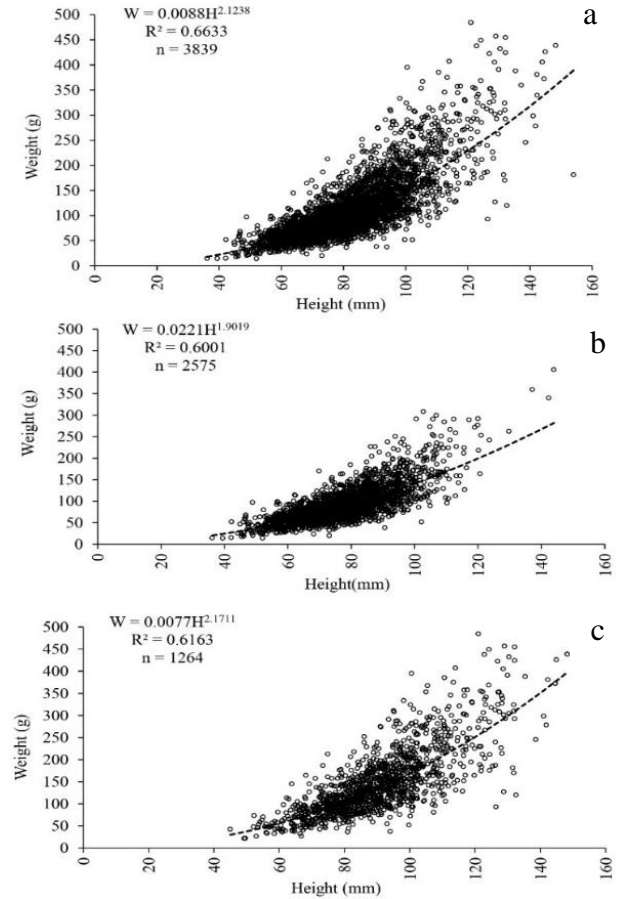 a
W = 0.0088H^2.1238
R² = 0.6633
n = 3839
Weight (g)
500
450
400
350
300
250
200
150
100
50
0
0 20 40 60 80 100 120 140 160
Height (mm)
b
W = 0.0221H^1.9019
R² = 0.6001
n = 2575
Weight (g)
500
450
400
350
300
250
200
150
100
50
0
0 20 40 60 80 100 120 140 160
Height(mm)
c
W = 0.0077H^2.1711
R² = 0.6163
n = 1264
Weight (g)
500
450
400
350
300
250
200
150
100
50
0
0 20 40 60 80 100 120 140 160
Height (mm)